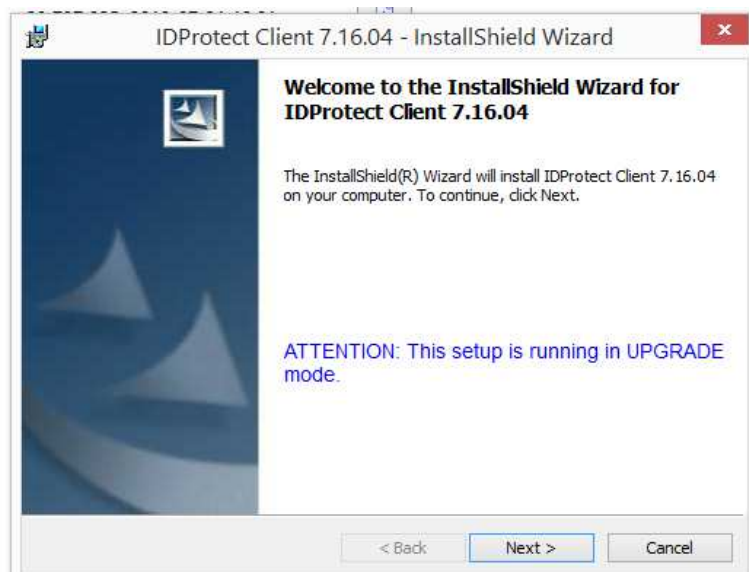 IDProtect Client 7.16.04 - InstallShield Wizard
Welcome to the InstallShield Wizard for
IDProtect Client 7.16.04
The InstallShield(R) Wizard will install IDProtect Client 7.16.04
on your computer. To continue, click Next.
ATTENTION: This setup is running in UPGRADE
mode.
< Back
Next >
Cancel